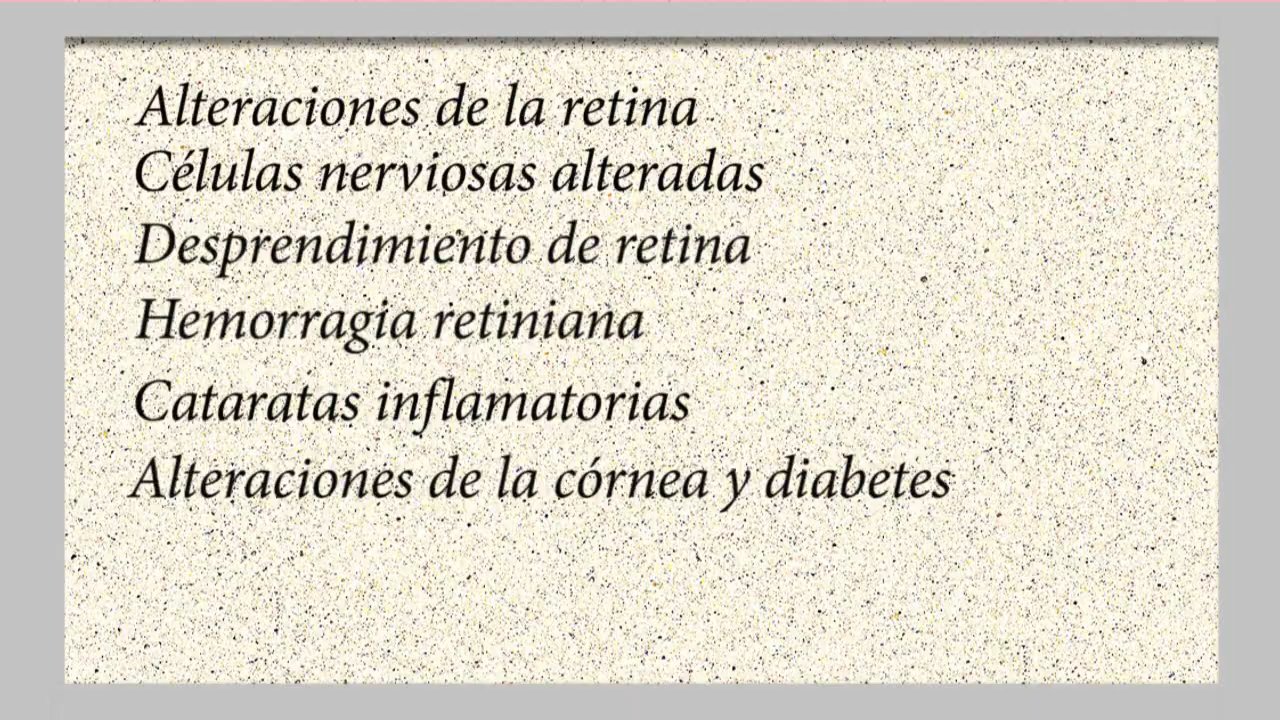 Alteraciones de la retina
Células nerviosas alteradas
Desprendimiento de retina
Hemorragia retiniana
Cataratas inflamatorias
Alteraciones de la córnea y diabetes